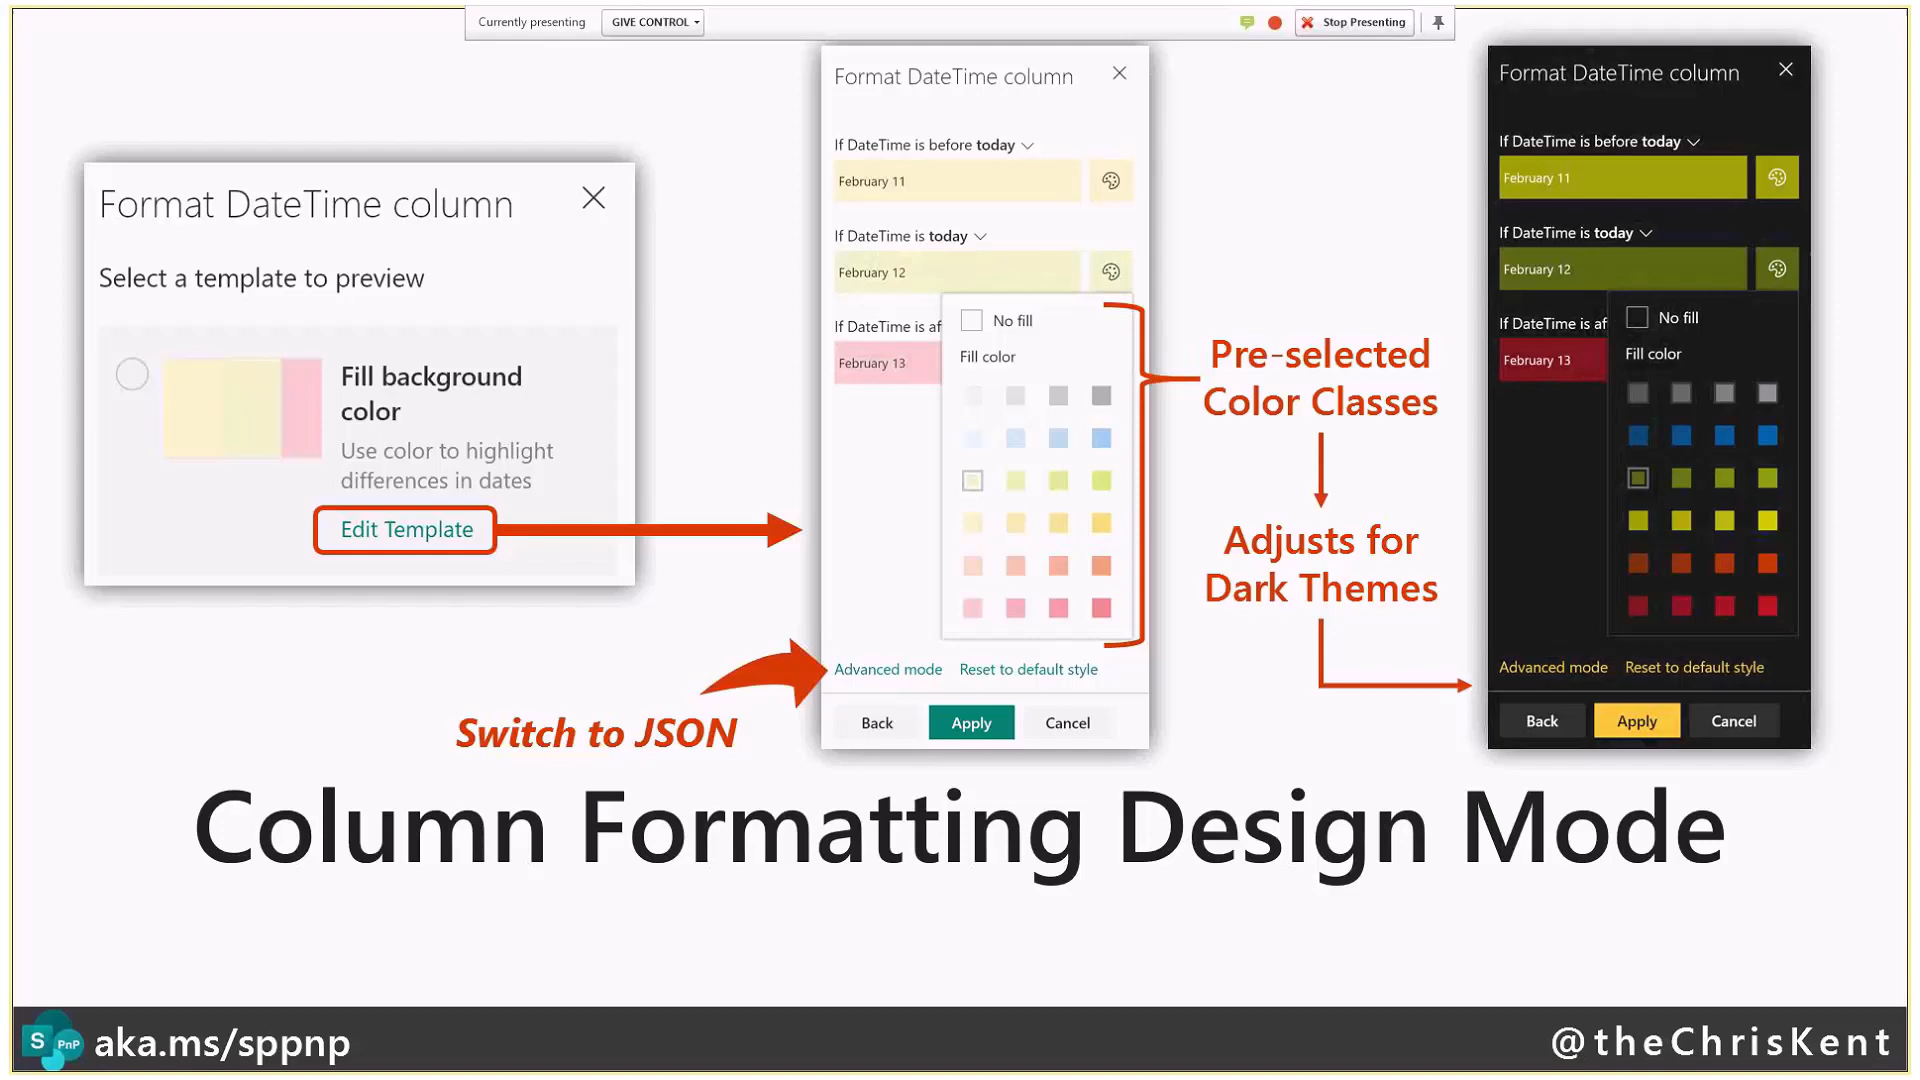 Currently presenting
GIVE CONTROL
Stop Presenting
Format DateTime column
Select a template to preview
Fill background
color
Use color to highlight
differences in dates
Edit Template
Format DateTime column
If DateTime is before today
February 11
If DateTime is today
February 12
If DateTime is af
February 13
No fill
Fill color
Advanced mode
Reset to default style
Back
Apply
Cancel
Switch to JSON
Pre-selected
Color Classes
Adjusts for
Dark Themes
Format DateTime column
If DateTime is before today
February 11
If DateTime is today
February 12
If DateTime is af
February 13
No fill
Fill color
Advanced mode
Reset to default style
Back
Apply
Cancel
Column Formatting Design Mode
S
PnP
aka.ms/sppnp
@theChrisKent